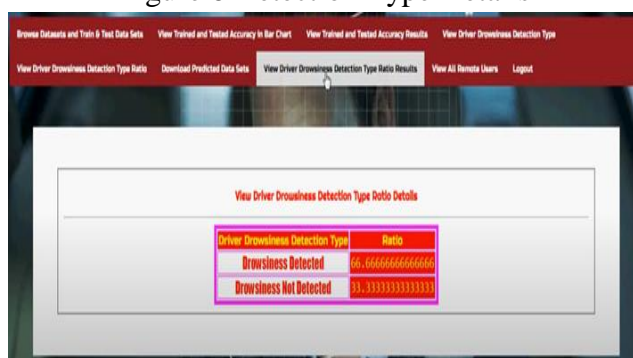 Browse Datasets and Train & Test Data Sets View Trained and Tested Accuracy in Bar Chart View Trained and Tested Accuracy Results View Driver Drowsiness Detection Type
View Driver Drowsiness Detection Type Ratio Download Predicted Data Sets View Driver Drowsiness Detection Type Ratio Results View All Remote Users Logout
View Driver Drowsiness Detection Type Ratio Details
Driver Drowsiness Detection Type Ratio
Drowsiness Detected 66.66666666666666
Drowsiness Not Detected 33.33333333333333